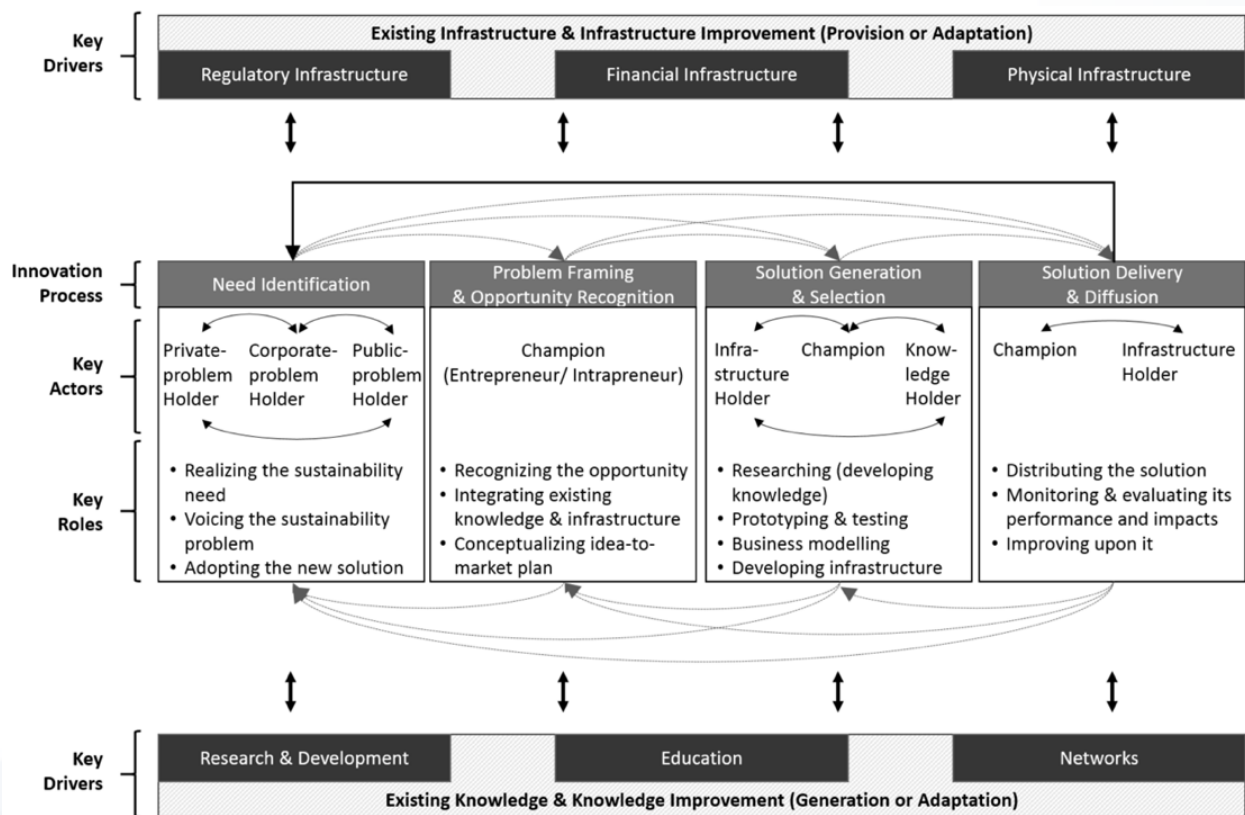 Key
Drivers
Existing Infrastructure & Infrastructure Improvement (Provision or Adaptation)
Regulatory Infrastructure
Financial Infrastructure
Physical Infrastructure
Innovation
Process
Need Identification
Problem Framing
& Opportunity Recognition
Solution Generation
& Selection
Solution Delivery
& Diffusion
Key
Actors
Private-
problem
Holder
Corporate-
problem
Holder
Public-
problem
Holder
Champion
(Entrepreneur/ Intrapreneur)
Infra-
structure
Holder
Champion
Know-
ledge
Holder
Champion
Infrastructure
Holder
Key
Roles
• Realizing the sustainability
need
• Voicing the sustainability
problem
• Adopting the new solution
• Recognizing the opportunity
• Integrating existing
knowledge & infrastructure
• Conceptualizing idea-to-
market plan
• Researching (developing
knowledge)
• Prototyping & testing
• Business modelling
• Developing infrastructure
• Distributing the solution
• Monitoring & evaluating its
performance and impacts
• Improving upon it
Key
Drivers
Research & Development
Education
Networks
Existing Knowledge & Knowledge Improvement (Generation or Adaptation)